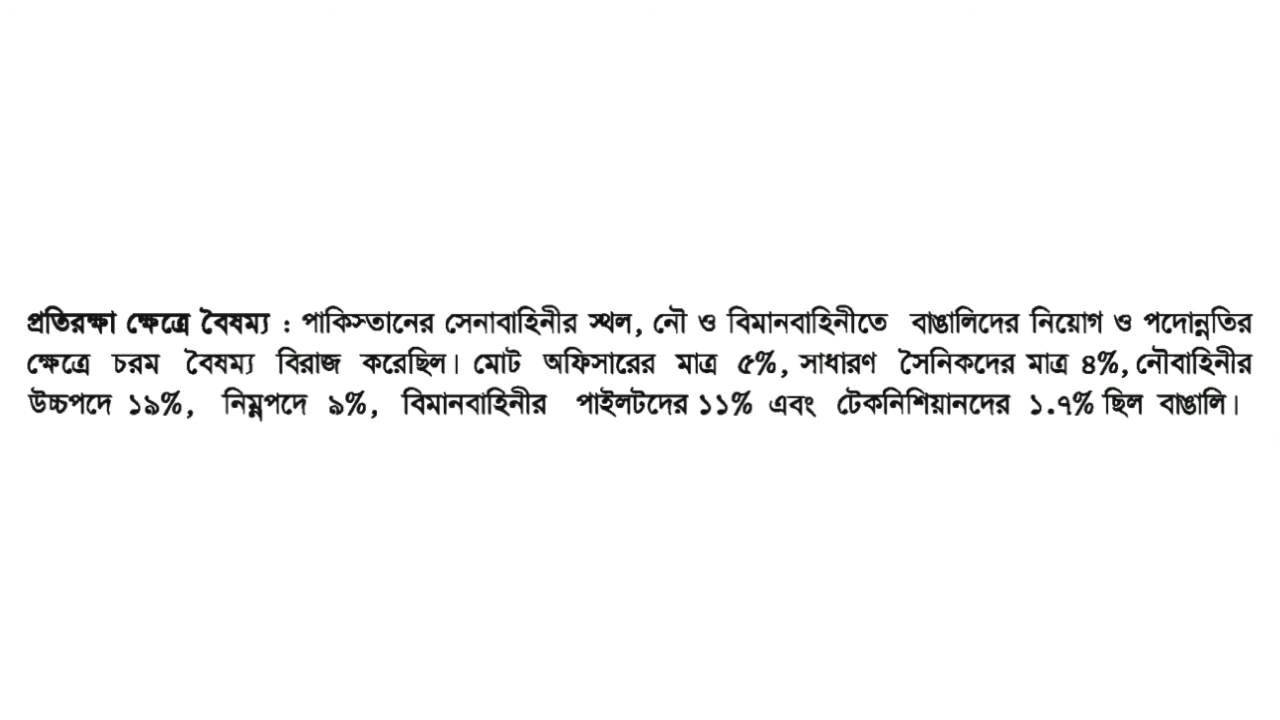 প্রতিরক্ষা ক্ষেত্রে বৈষম্য : পাকিস্তানের সেনাবাহিনীর স্থল, নৌ ও বিমানবাহিনীতে বাঙালিদের নিয়োগ ও পদোন্নতির
ক্ষেত্রে চরম বৈষম্য বিরাজ করেছিল। মোট অফিসারের মাত্র ৫%, সাধারণ সৈনিকদের মাত্র ৪%, নৌবাহিনীর
উচ্চপদে ১৯%, নিম্নপদে ৯%, বিমানবাহিনীর পাইলটদের ১১% এবং টেকনিশিয়ানদের ১.৭% ছিল বাঙালি।